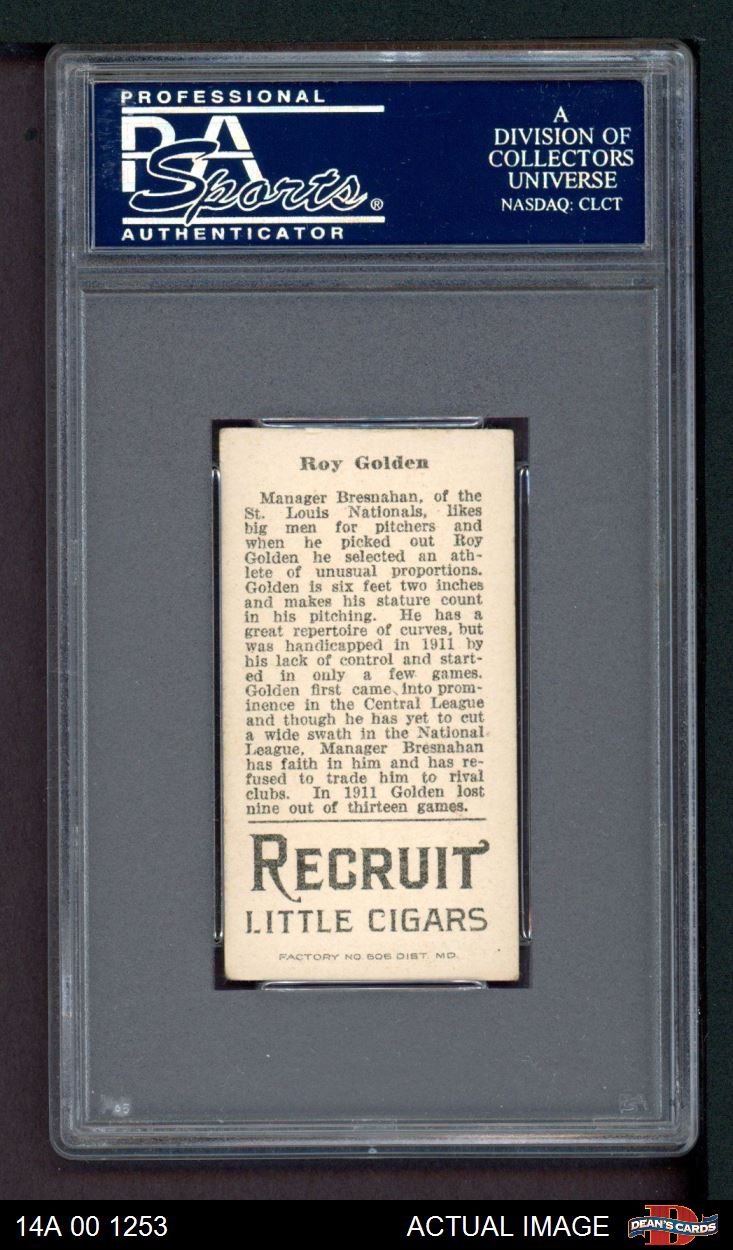 PROFESSIONAL
PSA
Sports®
AUTHENTICATOR
A
DIVISION OF
COLLECTORS
UNIVERSE
NASDAQ: CLCT
Roy Golden
Manager Bresnahan, of the
St. Louis Nationals, likes
big men for pitchers and
when he picked out Roy
Golden he selected an ath-
lete of unusual proportions.
Golden is six feet two inches
and makes his stature count
in his pitching. He has a
great repertoire of curves, but
was handicapped in 1911 by
his lack of control and start-
ed in only a few games.
Golden first came into prom-
inence in the Central League
and though he has yet to cut
a wide swath in the National
League, Manager Bresnahan
has faith in him and has re-
fused to trade him to rival
clubs. In 1911 Golden lost
nine out of thirteen games.
RECRUIT
LITTLE CIGARS
FACTORY NO. 606 DIST. MD.
14A 00 1253
ACTUAL IMAGE
DEAN'S CARDS